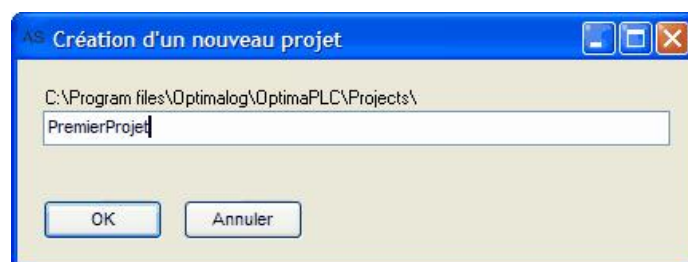 AS Création d'un nouveau projet
C:\Program files\Optimalog\OptimaPLC\Projects\
PremierProjet
OK Annuler